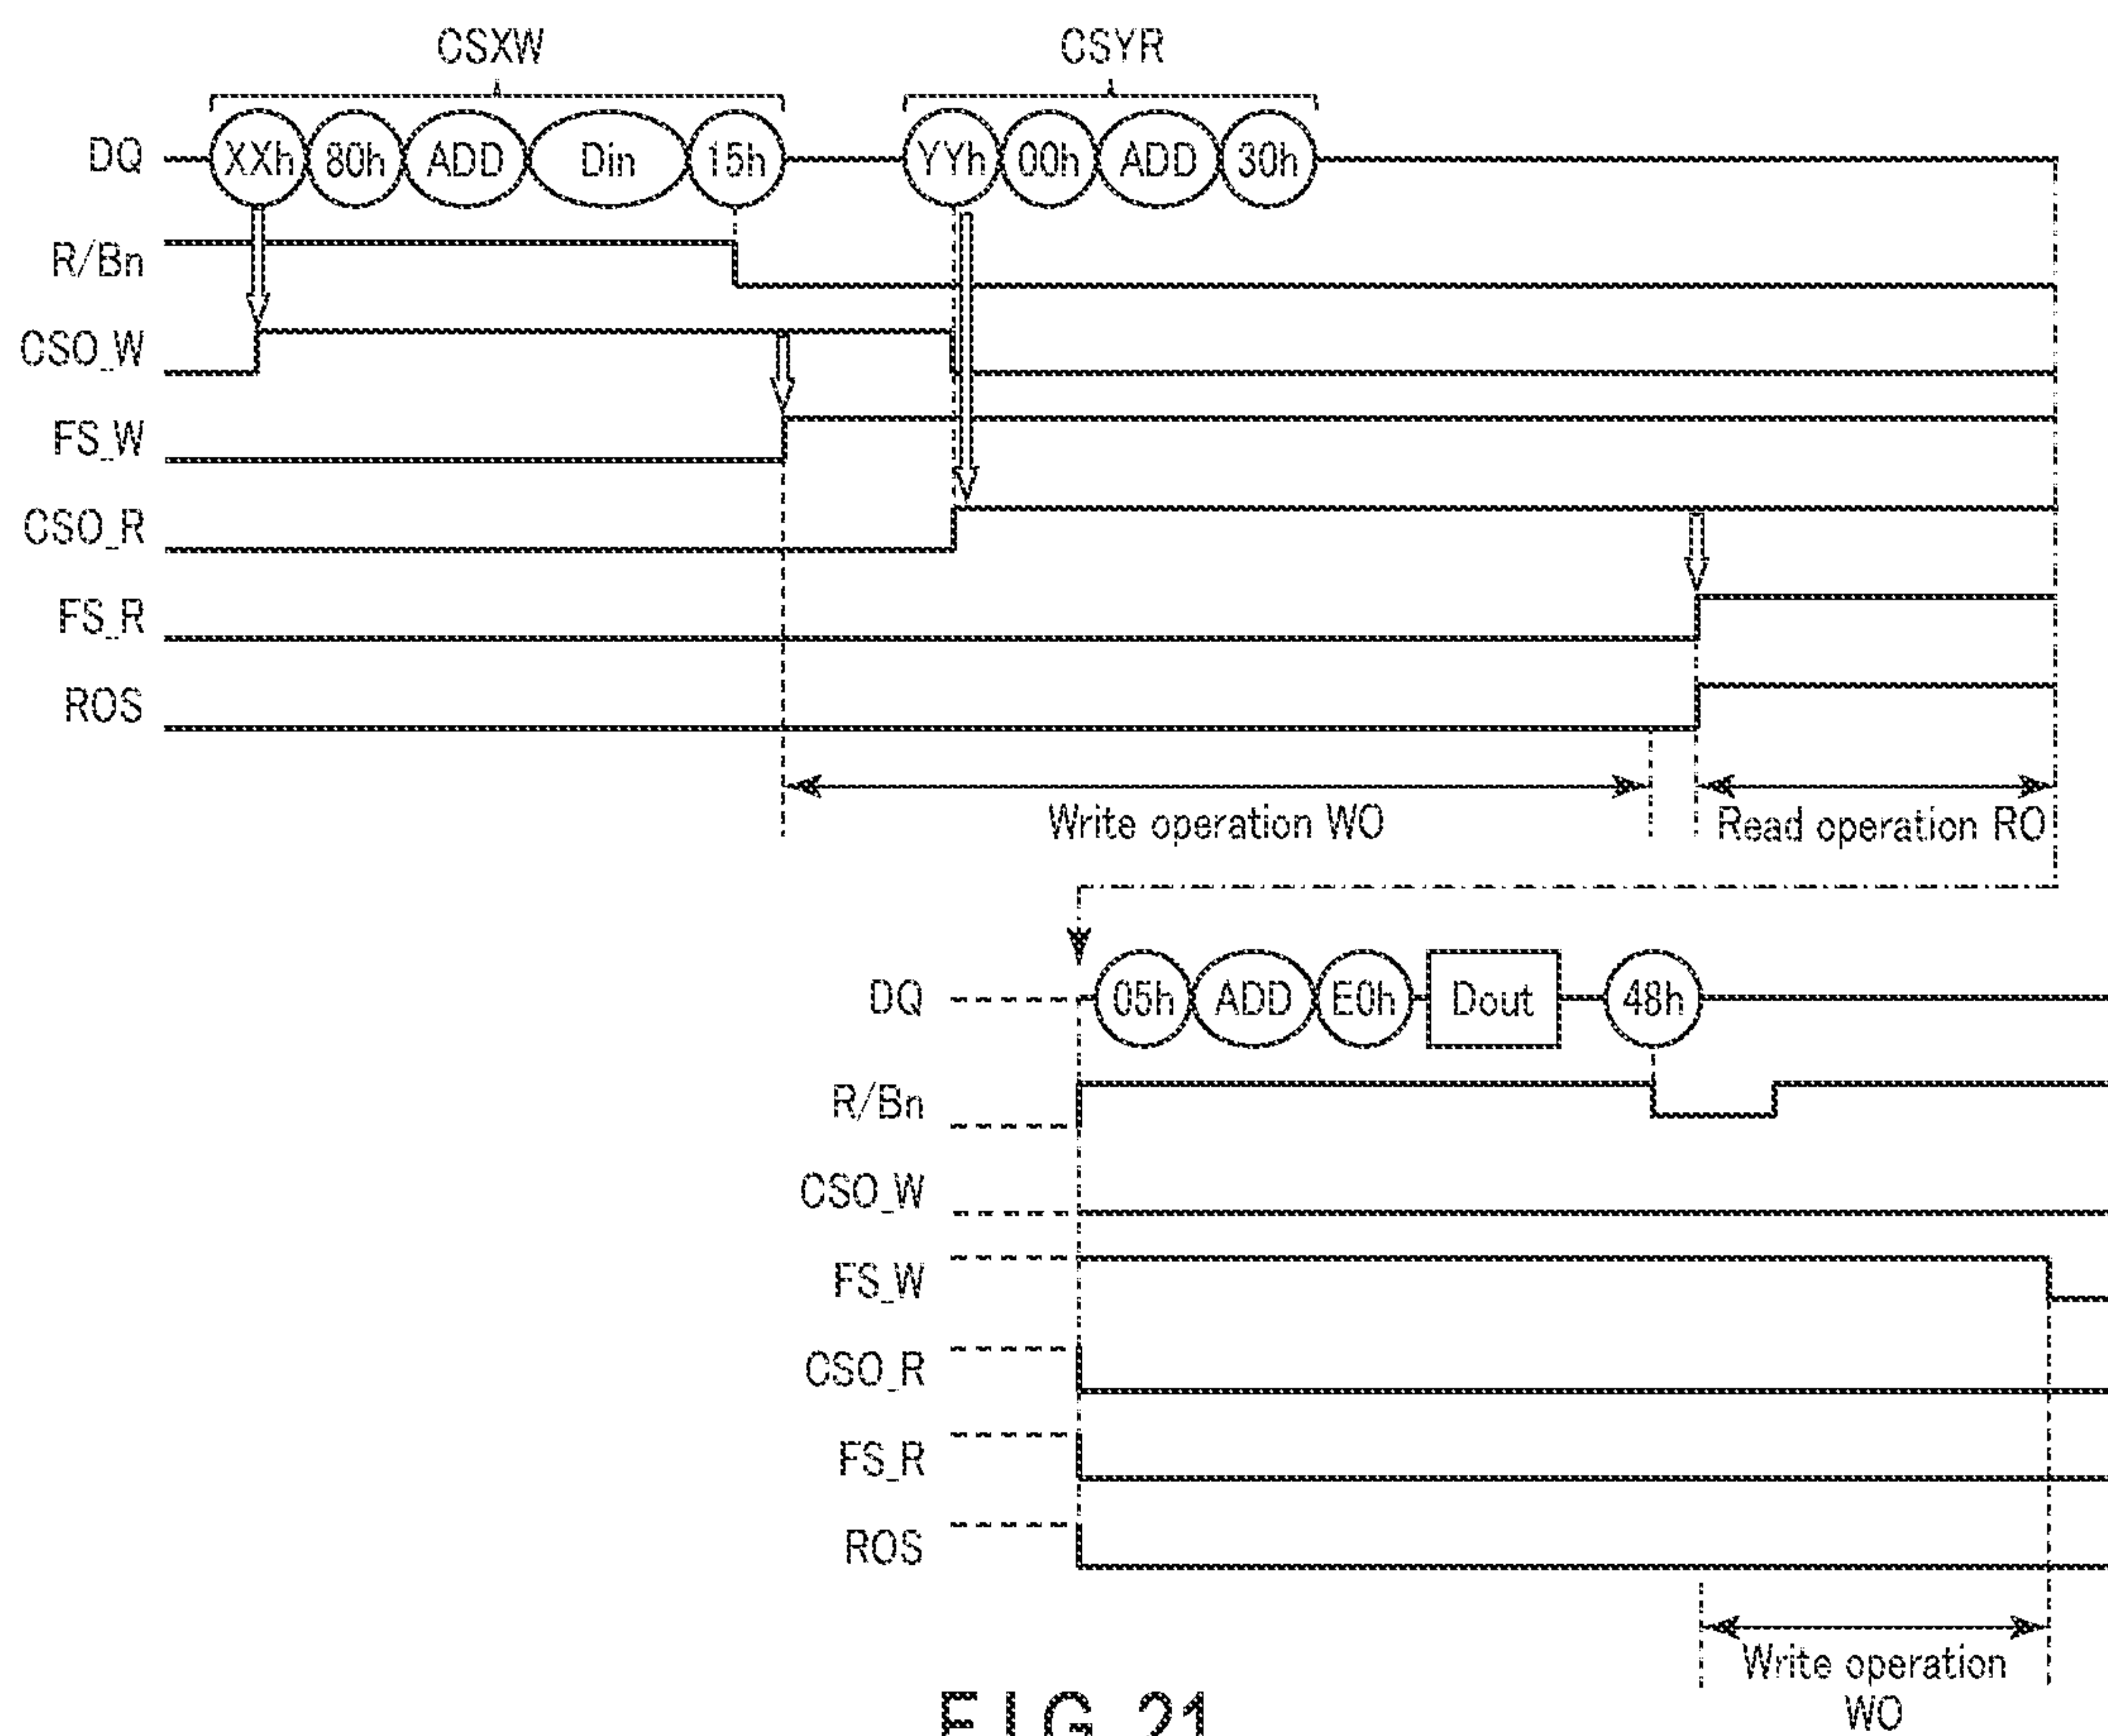 CSXW CSYR
DQ XXh 80h ADD Din 15h YYh 00h ADD 30h
R/Bn
CSO_W
FS_W
CSO_R
FS_R
ROS
Write operation WO Read operation RO
DQ 05h ADD E0h Dout 48h
R/Bn
CSO_W
FS_W
CSO_R
FS_R
ROS
Write operation
WO
FIG. 21